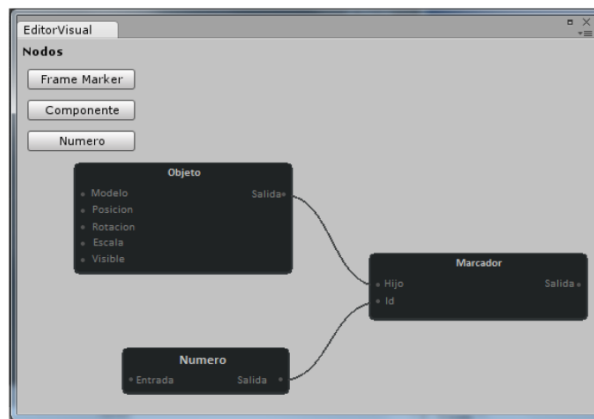 EditorVisual
Nodos
Frame Marker
Componente
Numero
Objeto
Modelo Salida
Posicion
Rotacion
Escala
Visible
Marcador
Hijo Salida
Id
Numero
Entrada Salida